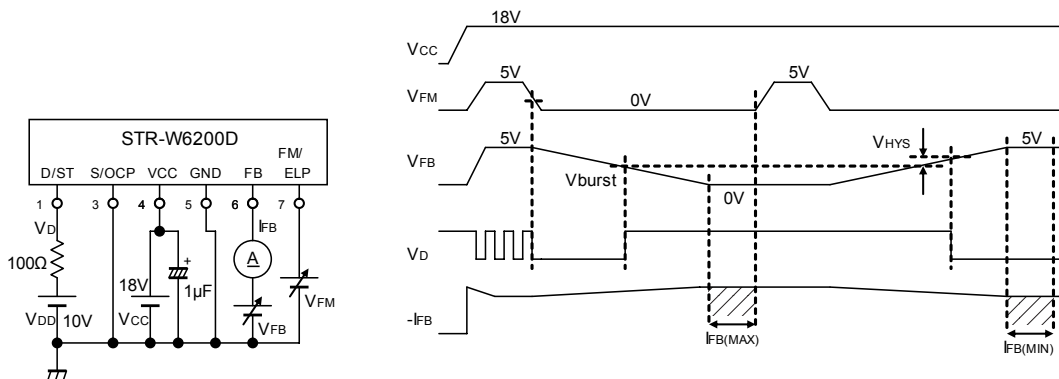 STR-W6200D
FM/
D/ST S/OCP VCC GND FB ELP
1 3 4 5 6 7
VD
IFB
100Ω
A
18V
+
1µF
VFM
VDD
10V
VCC
VFB
18V
VCC
5V
5V
VFM
0V
5V
VHYS
5V
VFB
Vburst
0V
VD
-IFB
IFB(MAX)
IFB(MIN)